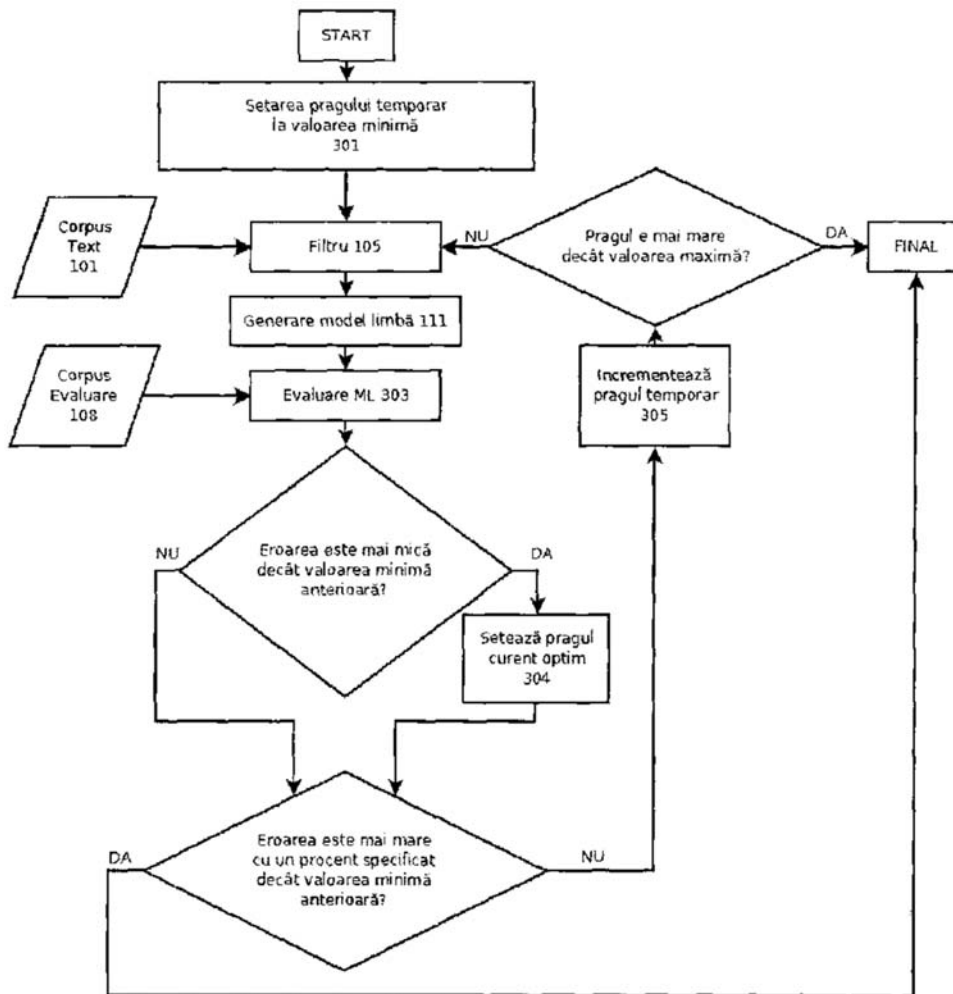 START
Setarea pragului temporar
la valoarea minimă
301
Corpus
Text
101
Filtru 105
NU
Pragul e mai mare
decât valoarea maximă?
DA
FINAL
Generare model limbă 111
Corpus
Evaluare
108
Evaluare ML 303
Incrementează
pragul temporar
305
NU
Eroarea este mai mică
decât valoarea minimă
anterioară?
DA
Setează pragul
curent optim
304
DA
Eroarea este mai mare
cu un procent specificat
decât valoarea minimă
anterioară?
NU